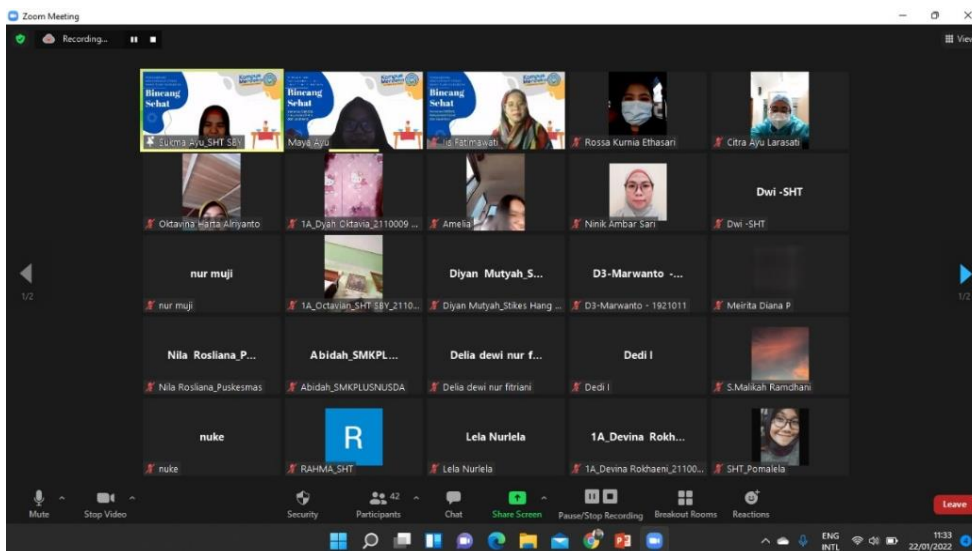 Zoom Meeting
Recording...
View
Bincang
Sehat
Sukma Ayu_SHT SBY
Bincang
Sehat
Maya Ayu
Bincang
Sehat
Fatimawati
Rossa Kurnia Ethasari
Citra Ayu Larasati
Oktavina Harta Alriyanto
1A_Dyah Oktavia_2110009 ...
Amelia
Ninik Ambar Sari
Dwi -SHT
Dwi -SHT
nur muji
nur muji
1A_Octavian_SHT SBY_2110...
Diyan Mutyah_S...
Diyan Mutyah_Stikes Hang ...
D3-Marwanto -...
D3-Marwanto - 1921011
Meirita Diana P
1/2
1/2
Nila Rosliana_P...
Nila Rosliana_Puskesmas
Abidah_SMKPL...
Abidah_SMKPLUSNUSDA
Delia dewi nur f...
Delia dewi nur fitriani
Dedi I
Dedi I
S.Malikah Ramdhani
nuke
nuke
R
RAHMA_SHT
Lela Nurlela
Lela Nurlela
1A_Devina Rokh...
1A_Devina Rokhaeni_21100...
SHT_Pomalela
Mute
Stop Video
Security
Participants
42
Chat
Share Screen
Pause/Stop Recording
Breakout Rooms
Reactions
Leave
ENG
INTL
11:33
22/01/2022